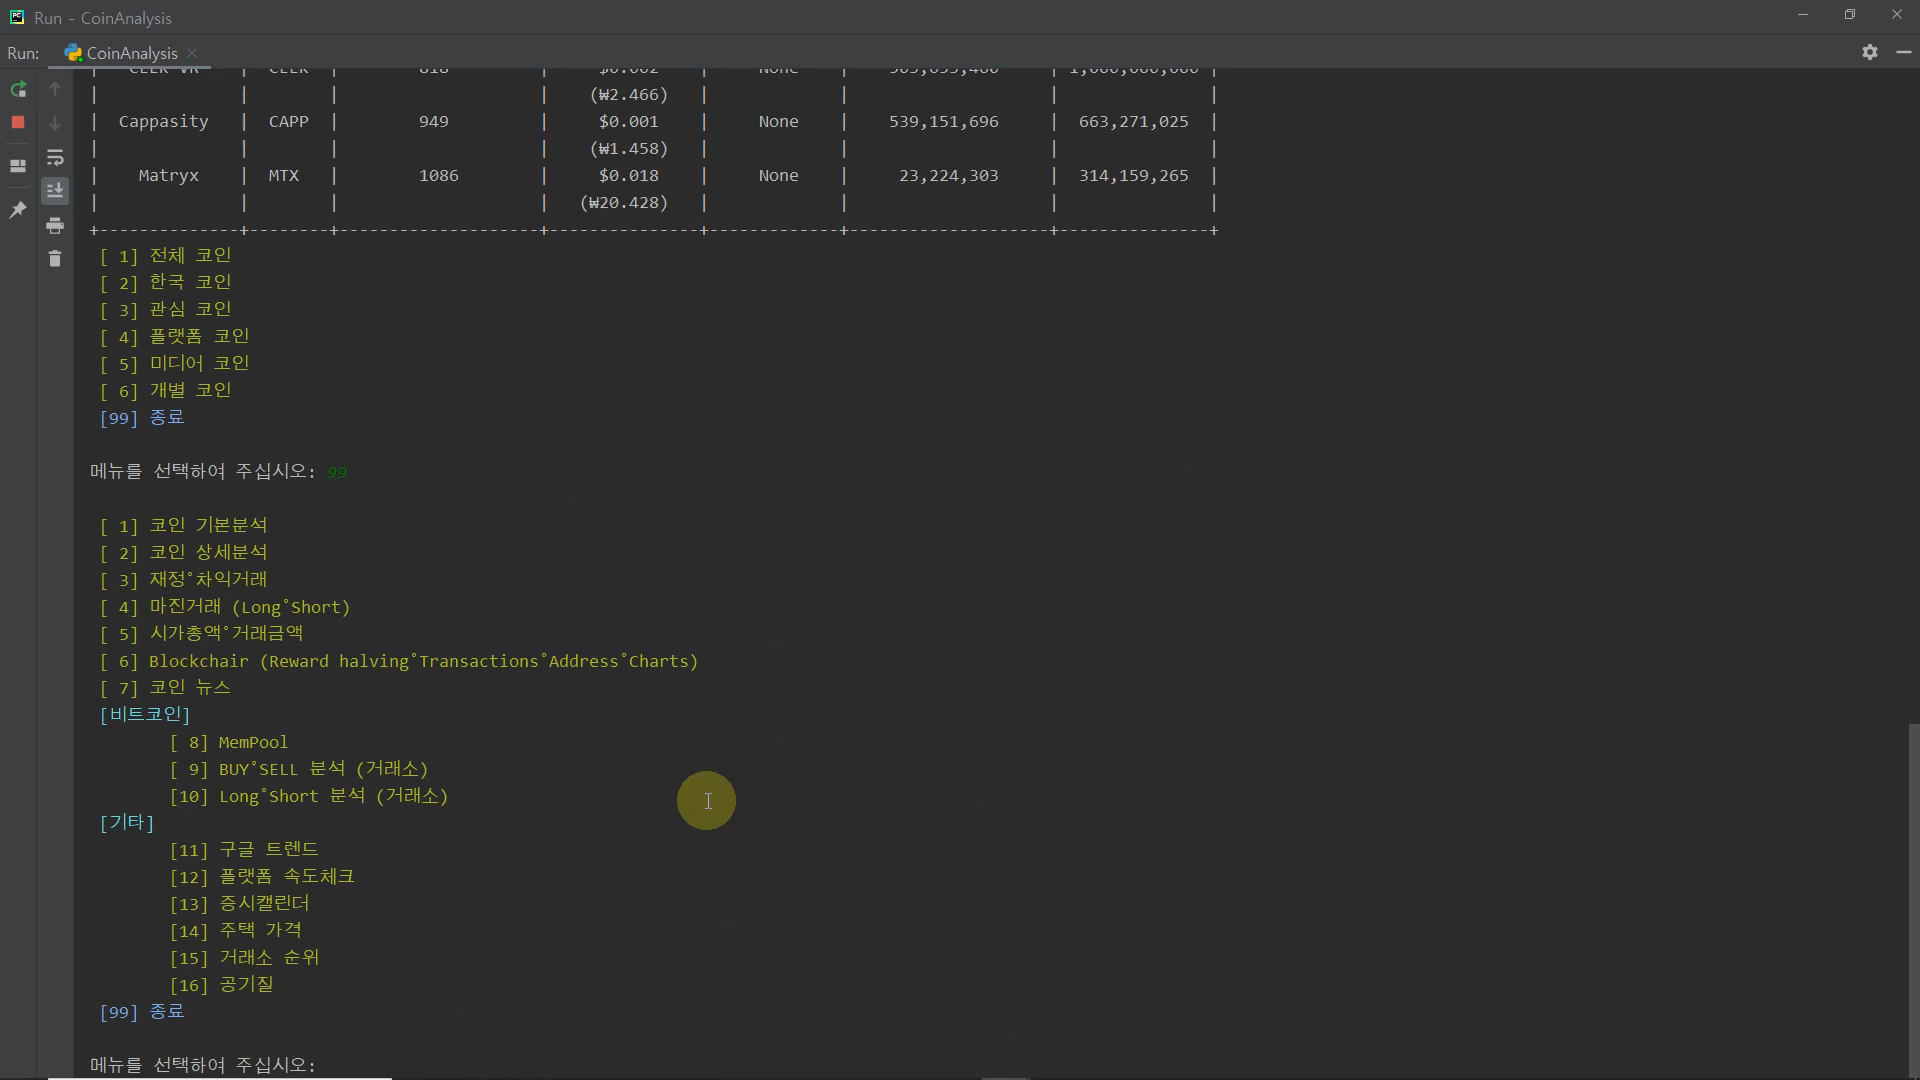 Run - CoinAnalysis
Run: CoinAnalysis
| | | | (₩2.466) | | | |
| Cappasity | CAPP | 949 | $0.001 | None | 539,151,696 | 663,271,025 |
| | | | (₩1.458) | | | |
| Matryx | MTX | 1086 | $0.018 | None | 23,224,303 | 314,159,265 |
| | | | (₩20.428) | | | |
+--------------+--------+--------------------+---------------+-------------+--------------------+---------------+
[ 1] 전체 코인
[ 2] 한국 코인
[ 3] 관심 코인
[ 4] 플랫폼 코인
[ 5] 미디어 코인
[ 6] 개별 코인
[99] 종료
메뉴를 선택하여 주십시오: 99
[ 1] 코인 기본분석
[ 2] 코인 상세분석
[ 3] 재정˚차익거래
[ 4] 마진거래 (Long˚Short)
[ 5] 시가총액˚거래금액
[ 6] Blockchair (Reward halving˚Transactions˚Address˚Charts)
[ 7] 코인 뉴스
[비트코인]
[ 8] MemPool
[ 9] BUY˚SELL 분석 (거래소)
[10] Long˚Short 분석 (거래소)
[기타]
[11] 구글 트렌드
[12] 플랫폼 속도체크
[13] 증시캘린더
[14] 주택 가격
[15] 거래소 순위
[16] 공기질
[99] 종료
메뉴를 선택하여 주십시오: